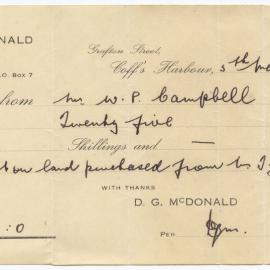 ONALD
Grafton Street,
.O. Box 7
Coff's Harbour, 5th
from Mr W. P. Campbell
Twenty five
Shillings and —
on land purchased from
WITH THANKS
D. G. McDONALD
: 0
PER